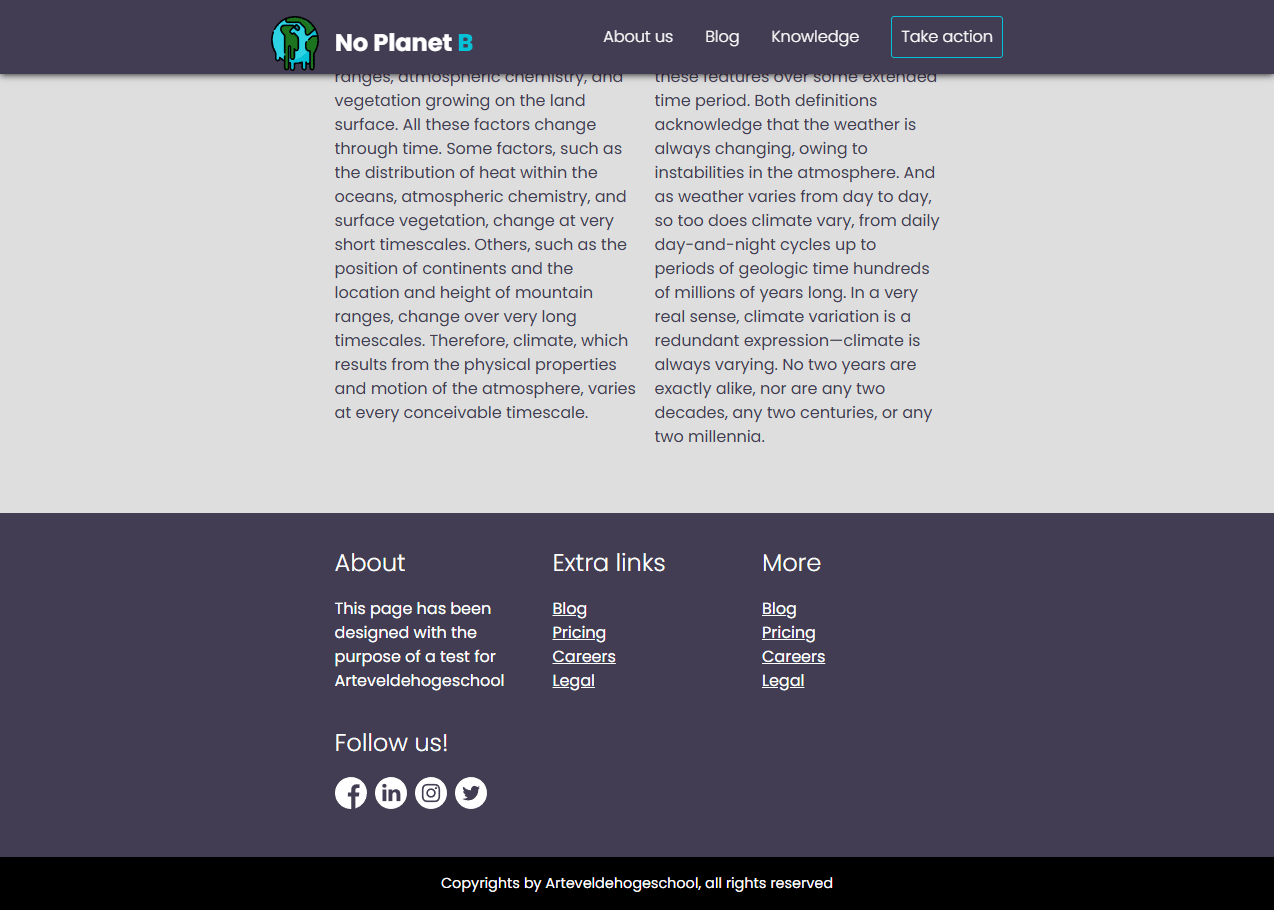 No Planet B
About us
Blog
Knowledge
Take action
ranges, atmospheric chemistry, and
vegetation growing on the land
surface. All these factors change
through time. Some factors, such as
the distribution of heat within the
oceans, atmospheric chemistry, and
surface vegetation, change at very
short timescales. Others, such as the
position of continents and the
location and height of mountain
ranges, change over very long
timescales. Therefore, climate, which
results from the physical properties
and motion of the atmosphere, varies
at every conceivable timescale.
these features over some extended
time period. Both definitions
acknowledge that the weather is
always changing, owing to
instabilities in the atmosphere. And
as weather varies from day to day,
so too does climate vary, from daily
day-and-night cycles up to
periods of geologic time hundreds
of millions of years long. In a very
real sense, climate variation is a
redundant expression—climate is
always varying. No two years are
exactly alike, nor are any two
decades, any two centuries, or any
two millennia.
About
This page has been
designed with the
purpose of a test for
Arteveldehogeschool
Extra links
Blog
Pricing
Careers
Legal
More
Blog
Pricing
Careers
Legal
Follow us!
Copyrights by Arteveldehogeschool, all rights reserved